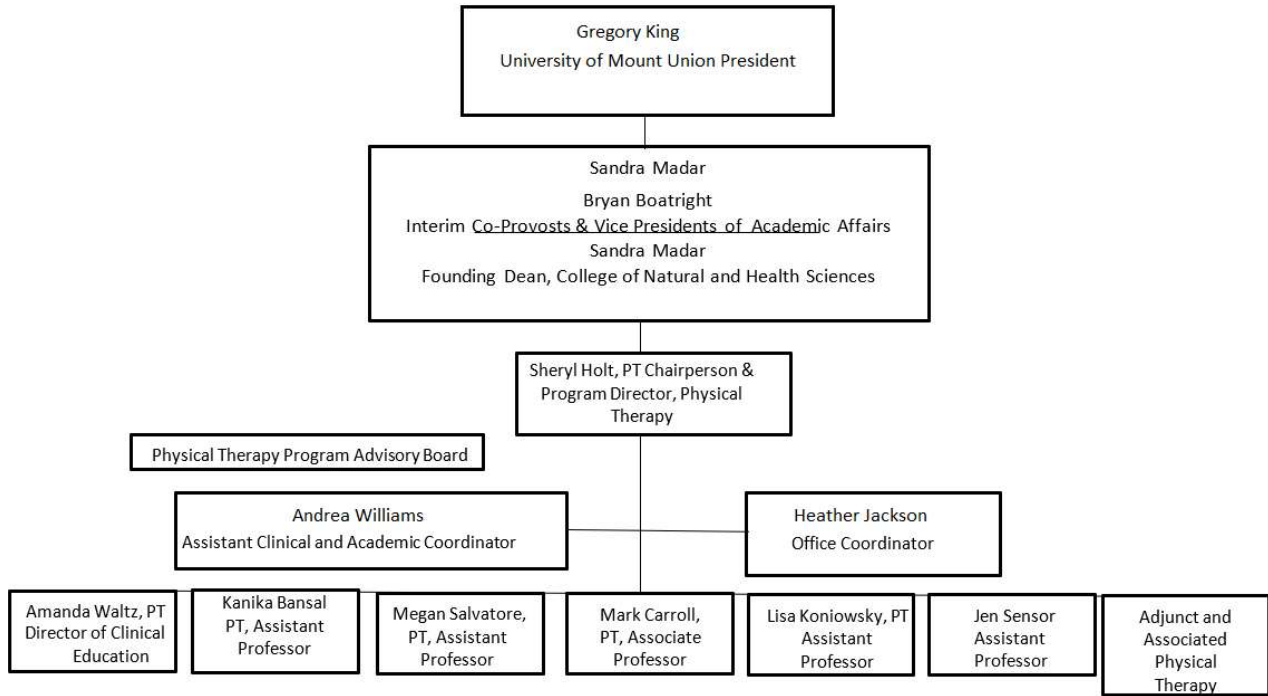 Gregory King
University of Mount Union President
Sandra Madar
Bryan Boatright
Interim Co-Provosts & Vice Presidents of Academic Affairs
Sandra Madar
Founding Dean, College of Natural and Health Sciences
Sheryl Holt, PT Chairperson &
Program Director, Physical
Therapy
Physical Therapy Program Advisory Board
Andrea Williams
Assistant Clinical and Academic Coordinator
Heather Jackson
Office Coordinator
Amanda Waltz, PT
Director of Clinical
Education
Kanika Bansal
PT, Assistant
Professor
Megan Salvatore,
PT, Assistant
Professor
Mark Carroll,
PT, Associate
Professor
Lisa Koniowsky, PT
Assistant
Professor
Jen Sensor
Assistant
Professor
Adjunct and
Associated
Physical
Therapy